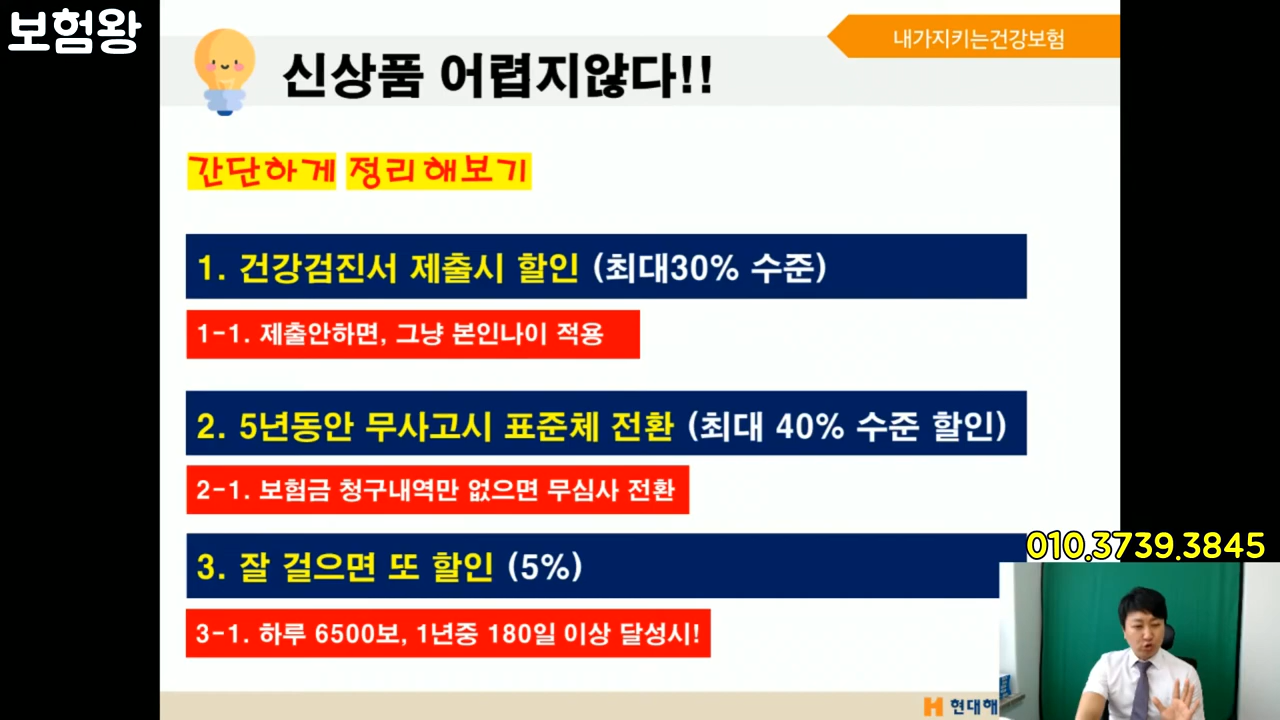 보험왕
내가지키는건강보험
신상품 어렵지않다!!
간단하게 정리해보기
1. 건강검진서 제출시 할인 (최대30% 수준)
1-1. 제출안하면, 그냥 본인나이 적용
2. 5년동안 무사고시 표준체 전환 (최대 40% 수준 할인)
2-1. 보험금 청구내역만 없으면 무심사 전환
010.3739.3845
3. 잘 걸으면 또 할인 (5%)
3-1. 하루 6500보, 1년중 180일 이상 달성시!
현대해